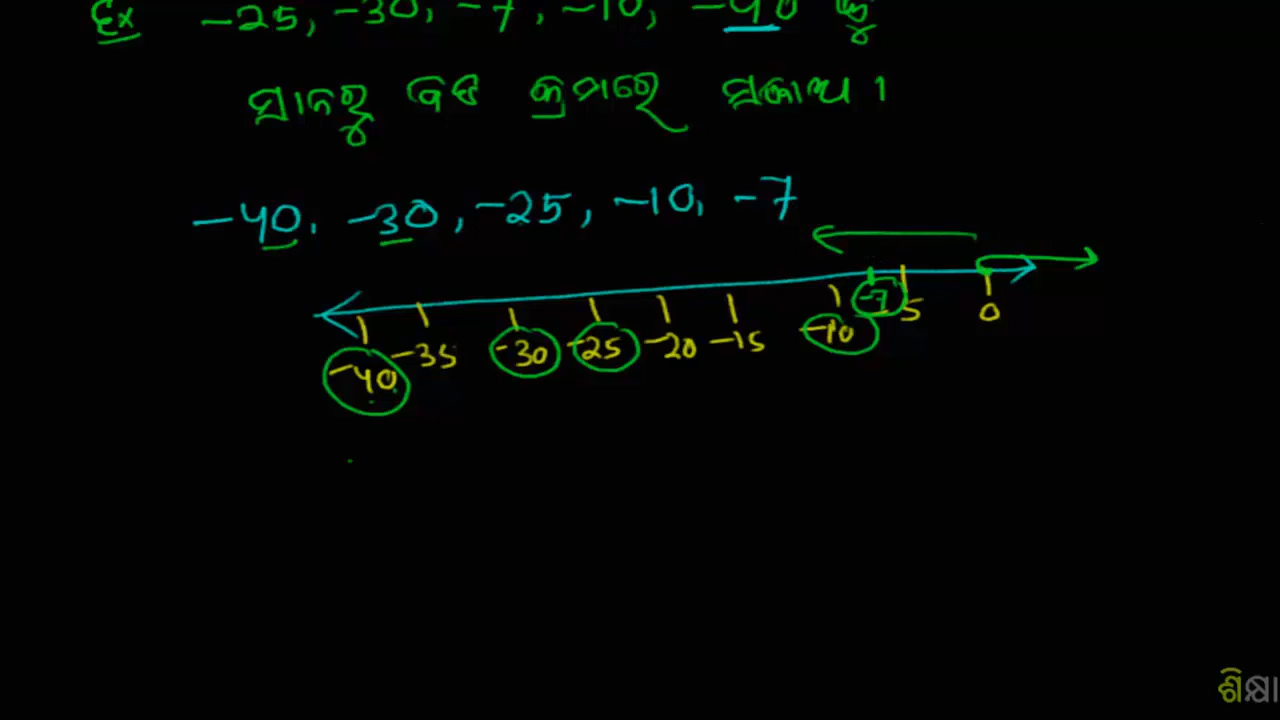 Ex -25, -30, -7, -10, -40 କୁ
ସାନରୁ ବଡ କ୍ରମରେ ସଜାଅ ।
-40, -30, -25, -10, -7
-40 -35 -30 -25 -20 -15 -10 -7 5 0
ଶିକ୍ଷା